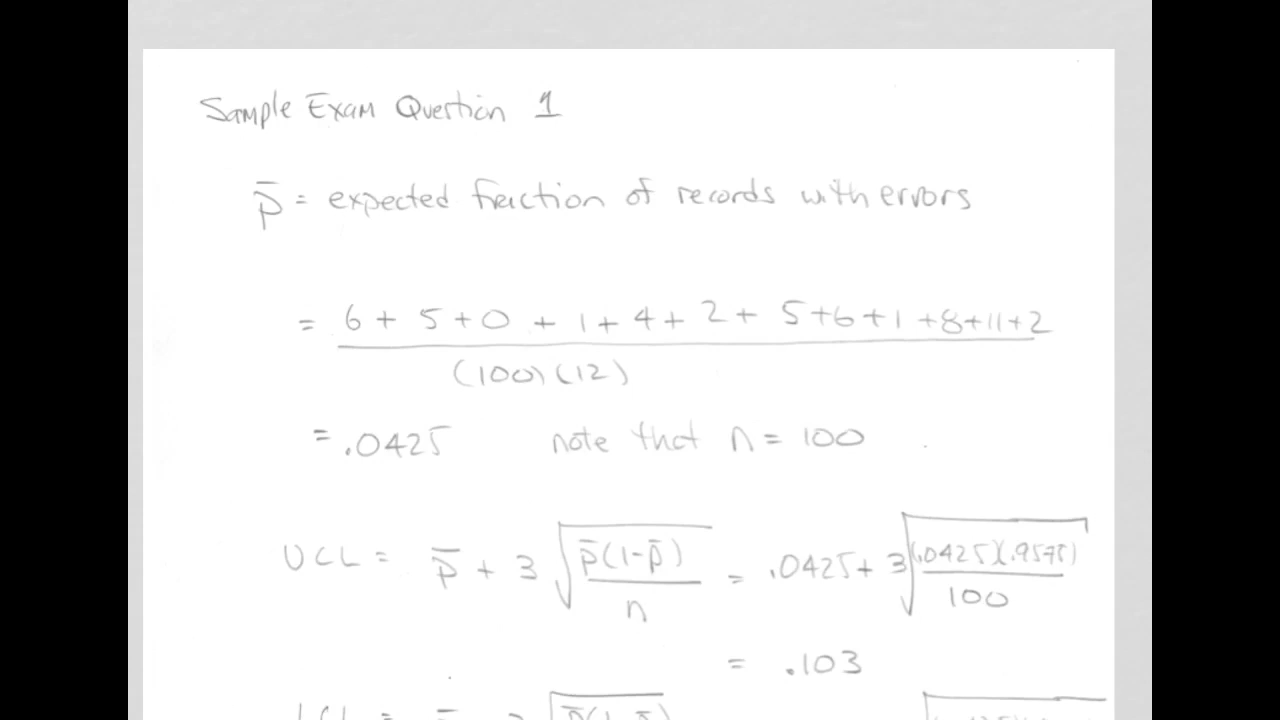 Sample Exam Question 1
p̄ = expected fraction of records with errors
= 6 + 5 + 0 + 1 + 4 + 2 + 5 + 6 + 1 + 8 + 11 + 2
(100)(12)
= .0425 note that n = 100
UCL = p̄ + 3 √ p̄(1-p̄) / n = .0425 + 3 √ (.0425)(.9575) / 100
= .103
LCL =